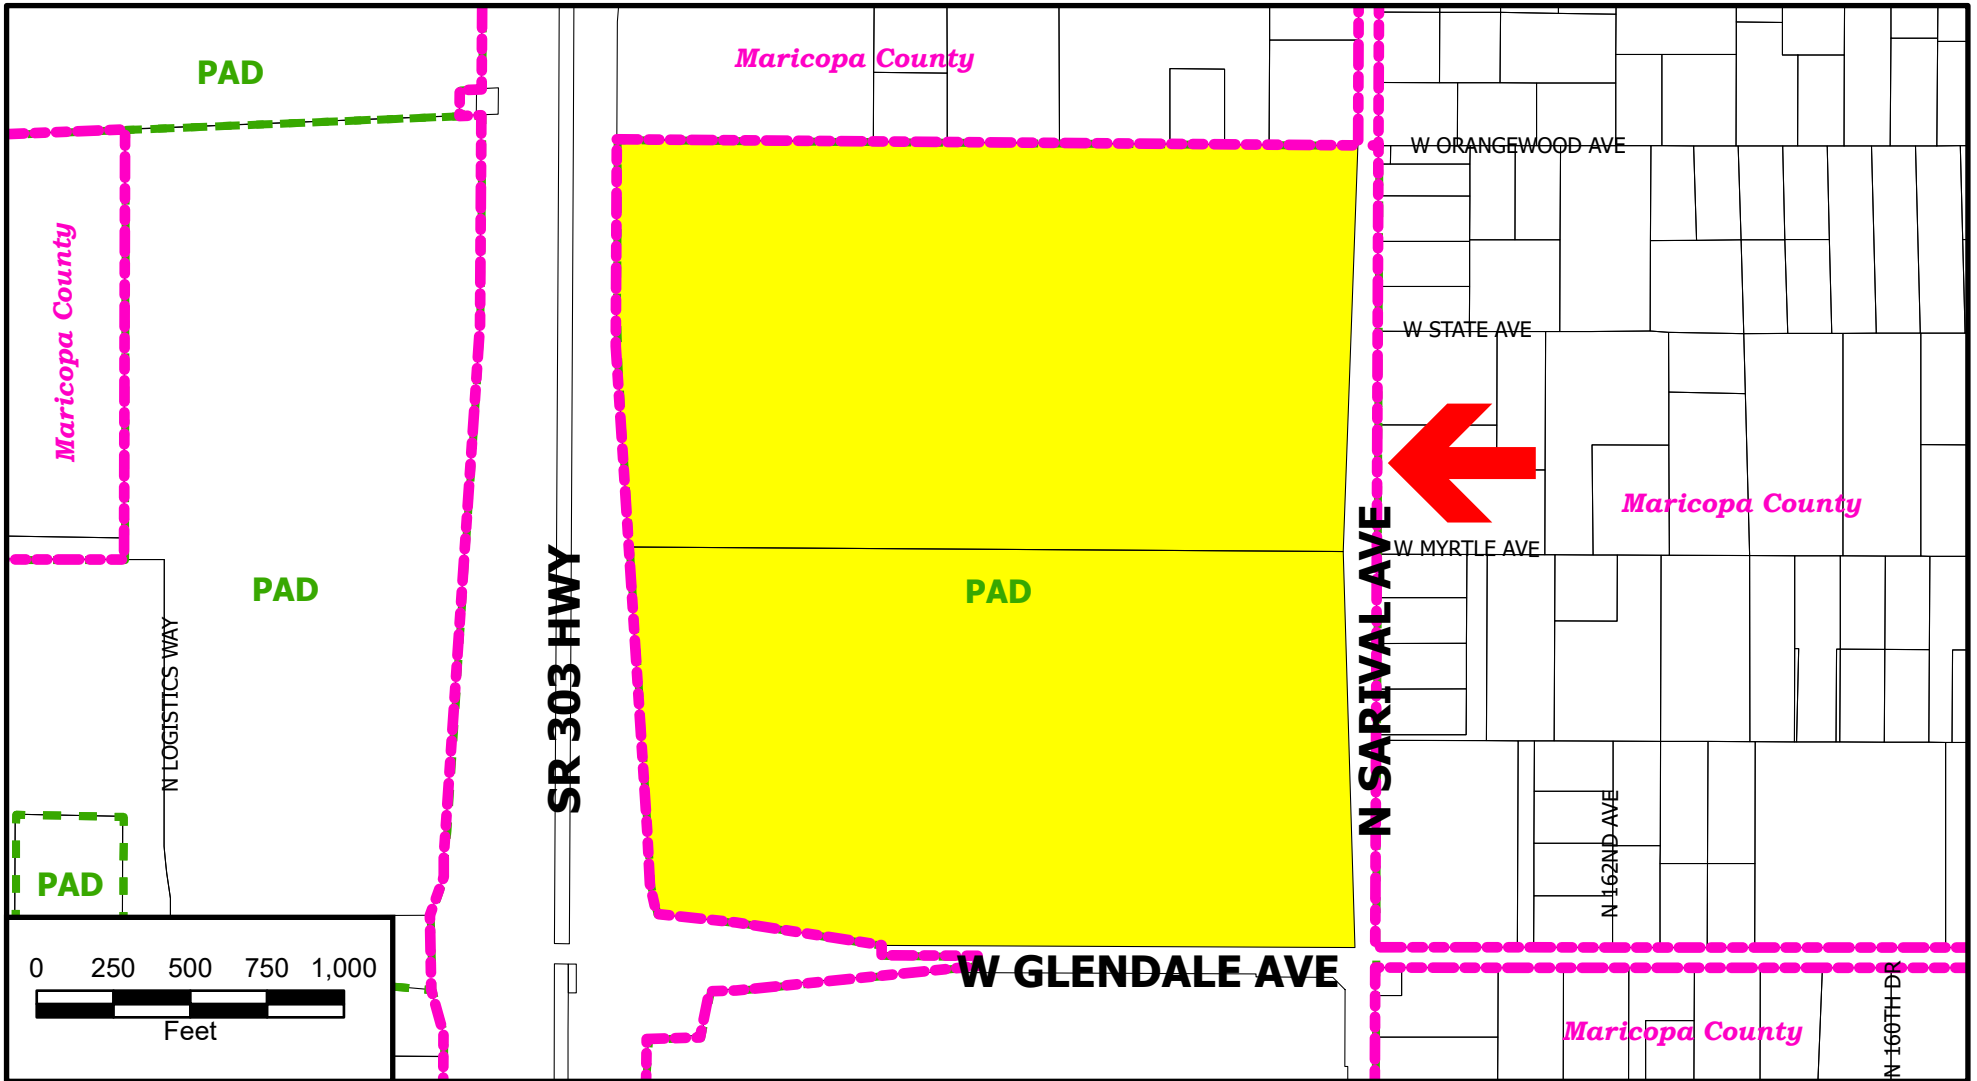 PAD
Maricopa County
W ORANGEWOOD AVE
Maricopa County
W STATE AVE
Maricopa County
W MYRTLE AVE
PAD
PAD
SR 303 HWY
N SARIVAL AVE
N LOGISTICS WAY
N 162ND AVE
PAD
W GLENDALE AVE
0 250 500 750 1,000
Feet
Maricopa County
N 160TH DR